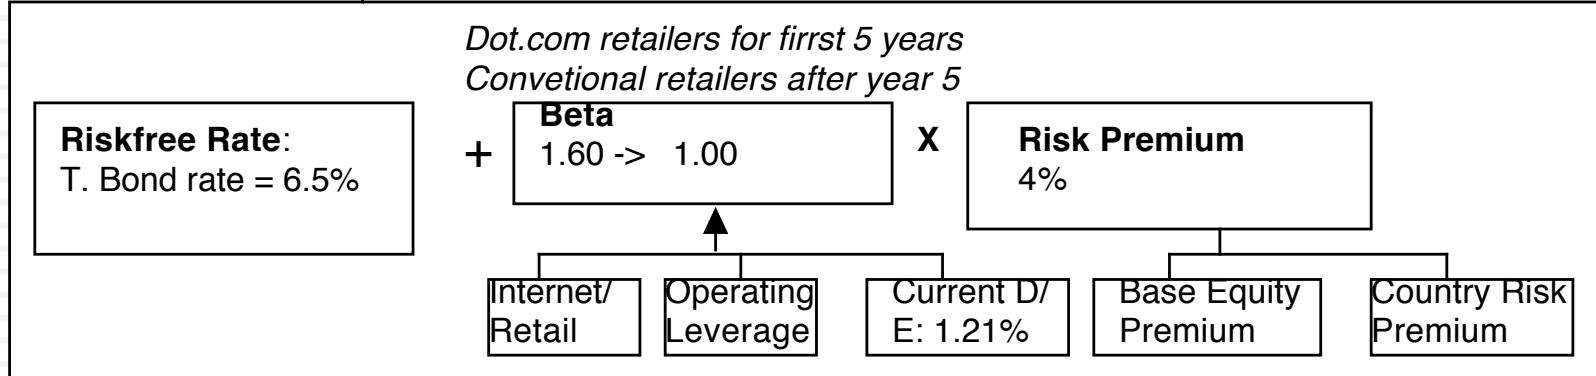 Dot.com retailers for firrst 5 years
Convetional retailers after year 5
Riskfree Rate:
T. Bond rate = 6.5%
+
Beta
1.60 -> 1.00
X
Risk Premium
4%
Internet/
Retail
Operating
Leverage
Current D/
E: 1.21%
Base Equity
Premium
Country Risk
Premium